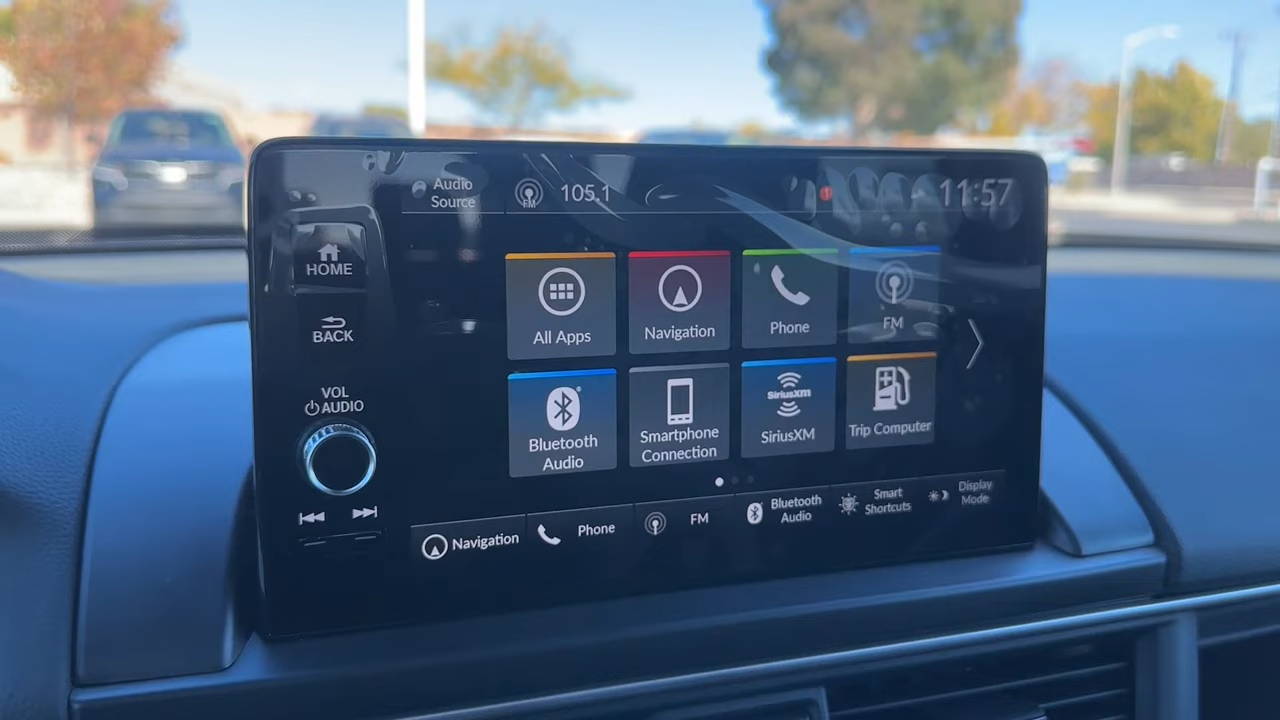 Audio
Source
FM
105.1
11:57
HOME
BACK
VOL
AUDIO
All Apps
Navigation
Phone
FM
Bluetooth
Audio
Smartphone
Connection
SiriusXM
SiriusXM
Trip Computer
Navigation
Phone
FM
Bluetooth
Audio
Smart
Shortcuts
Display
Mode